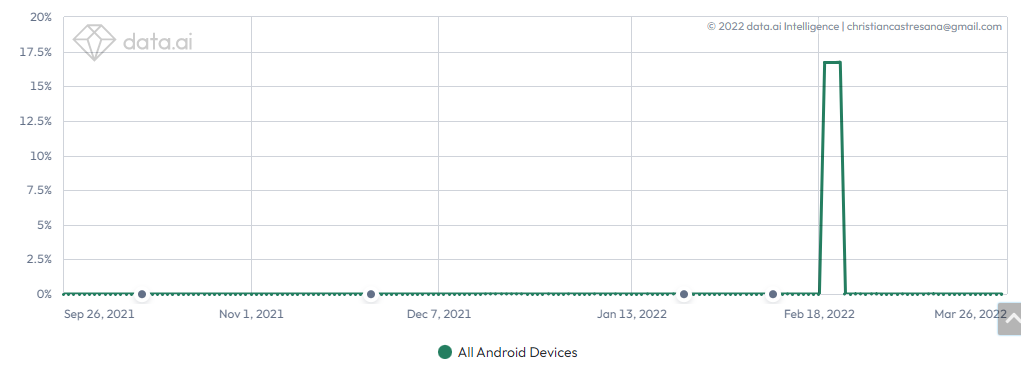 20%
© 2022 data.ai Intelligence | christiancastresana@gmail.com
data.ai
17.5%
15%
12.5%
10%
7.5%
5%
2.5%
0%
Sep 26, 2021 Nov 1, 2021 Dec 7, 2021 Jan 13, 2022 Feb 18, 2022 Mar 26, 2022
All Android Devices